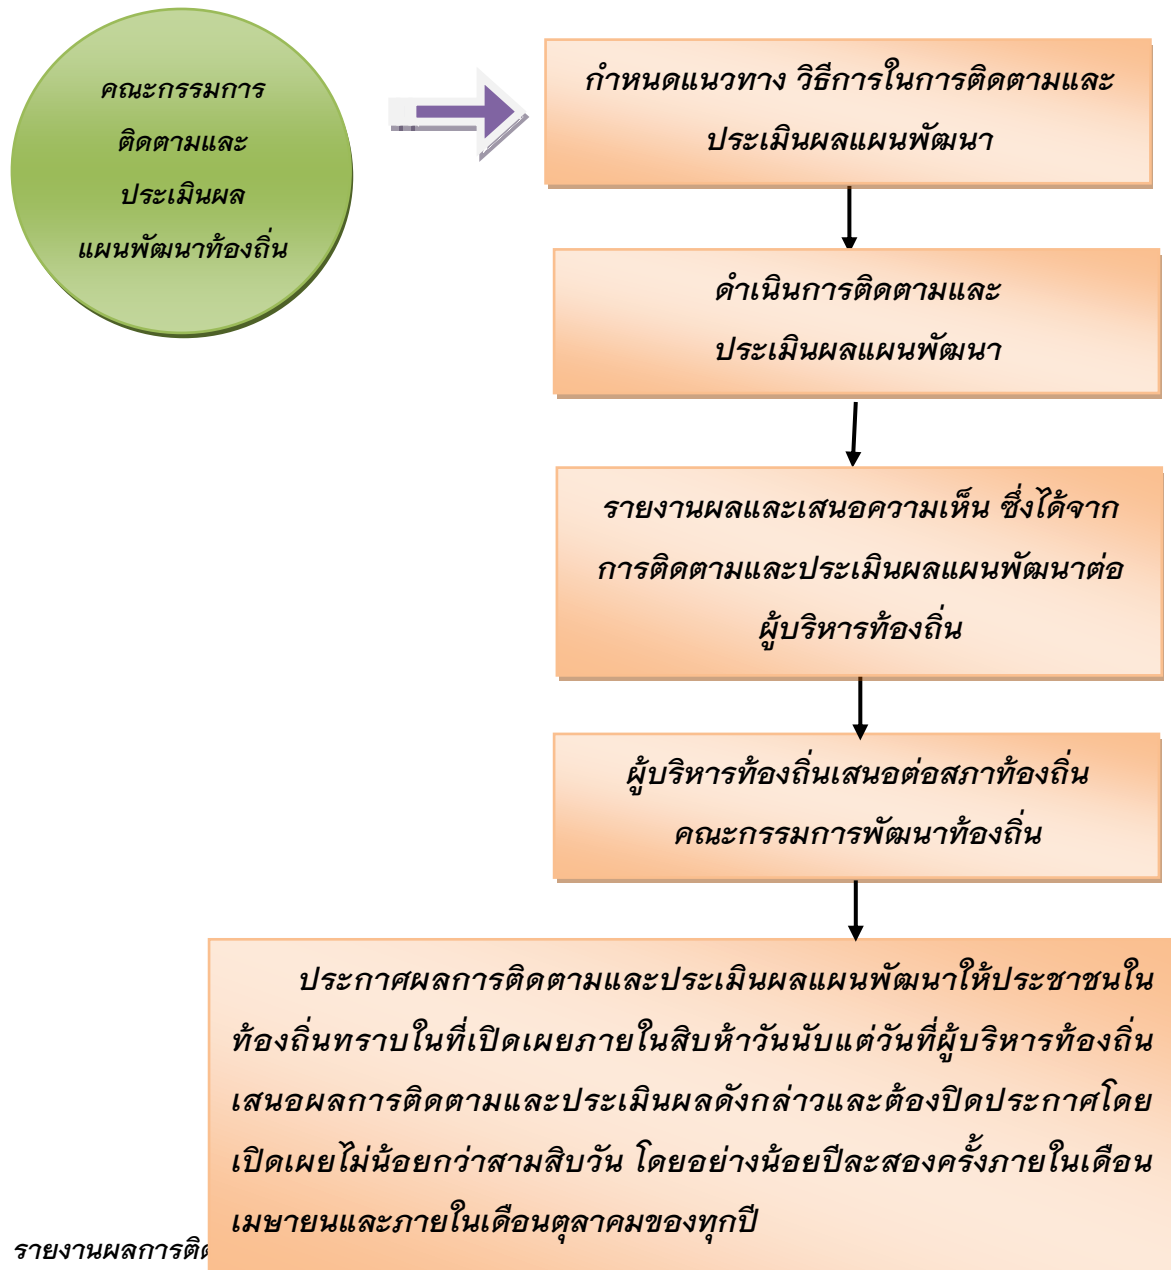 คณะกรรมการ
ติดตามและ
ประเมินผล
แผนพัฒนาท้องถิ่น
กำหนดแนวทาง วิธีการในการติดตามและ
ประเมินผลแผนพัฒนา
ดำเนินการติดตามและ
ประเมินผลแผนพัฒนา
รายงานผลและเสนอความเห็น ซึ่งได้จาก
การติดตามและประเมินผลแผนพัฒนาต่อ
ผู้บริหารท้องถิ่น
ผู้บริหารท้องถิ่นเสนอต่อสภาท้องถิ่น
คณะกรรมการพัฒนาท้องถิ่น
ประกาศผลการติดตามและประเมินผลแผนพัฒนาให้ประชาชนใน
ท้องถิ่นทราบในที่เปิดเผยภายในสิบห้าวันนับแต่วันที่ผู้บริหารท้องถิ่น
เสนอผลการติดตามและประเมินผลดังกล่าวและต้องปิดประกาศโดย
เปิดเผยไม่น้อยกว่าสามสิบวัน โดยอย่างน้อยปีละสองครั้งภายในเดือน
เมษายนและภายในเดือนตุลาคมของทุกปี
รายงานผลการติ